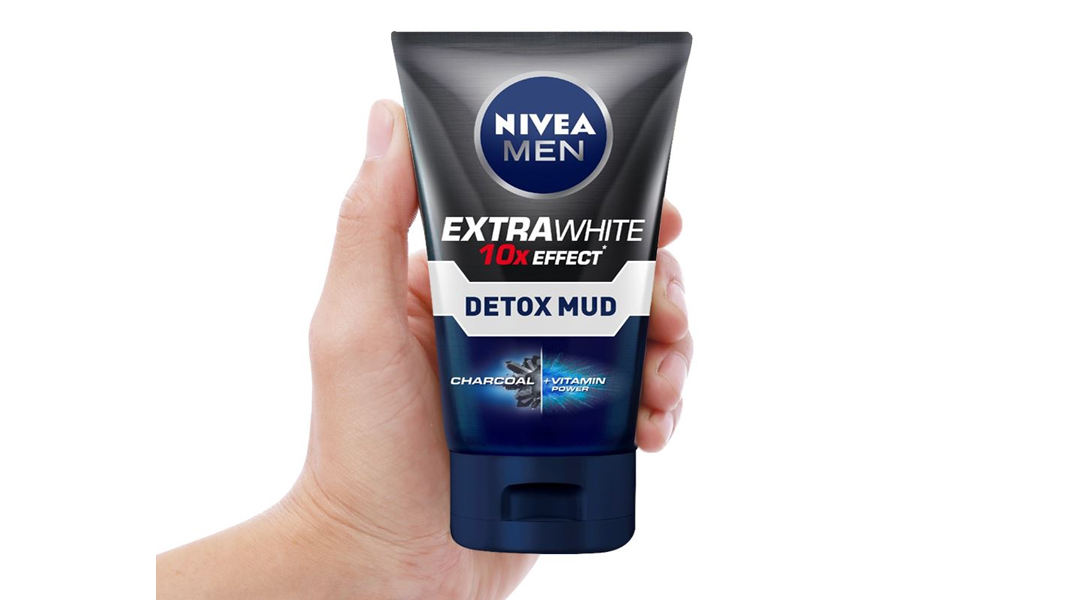 NIVEA
MEN
EXTRAWHITE
10x EFFECT*
DETOX MUD
CHARCOAL +VITAMIN
POWER